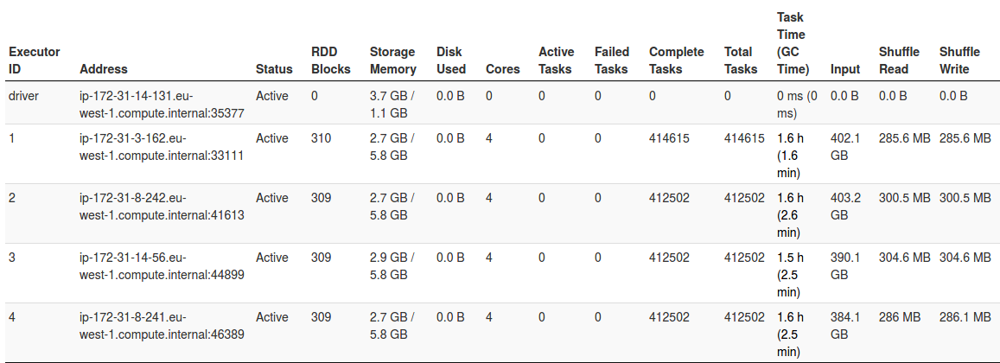 Executor ID Address Status RDD Blocks Storage Memory Disk Used Cores Active Tasks Failed Tasks Complete Tasks Total Tasks Task Time (GC Time) Input Shuffle Read Shuffle Write
driver ip-172-31-14-131.eu-west-1.compute.internal:35377 Active 0 3.7 GB / 1.1 GB 0.0 B 0 0 0 0 0 0 ms (0 ms) 0.0 B 0.0 B 0.0 B
1 ip-172-31-3-162.eu-west-1.compute.internal:33111 Active 310 2.7 GB / 5.8 GB 0.0 B 4 0 0 414615 414615 1.6 h (1.6 min) 402.1 GB 285.6 MB 285.6 MB
2 ip-172-31-8-242.eu-west-1.compute.internal:41613 Active 309 2.7 GB / 5.8 GB 0.0 B 4 0 0 412502 412502 1.6 h (2.6 min) 403.2 GB 300.5 MB 300.5 MB
3 ip-172-31-14-56.eu-west-1.compute.internal:44899 Active 309 2.9 GB / 5.8 GB 0.0 B 4 0 0 412502 412502 1.5 h (2.5 min) 390.1 GB 304.6 MB 304.6 MB
4 ip-172-31-8-241.eu-west-1.compute.internal:46389 Active 309 2.7 GB / 5.8 GB 0.0 B 4 0 0 412502 412502 1.6 h (2.5 min) 384.1 GB 286 MB 286.1 MB